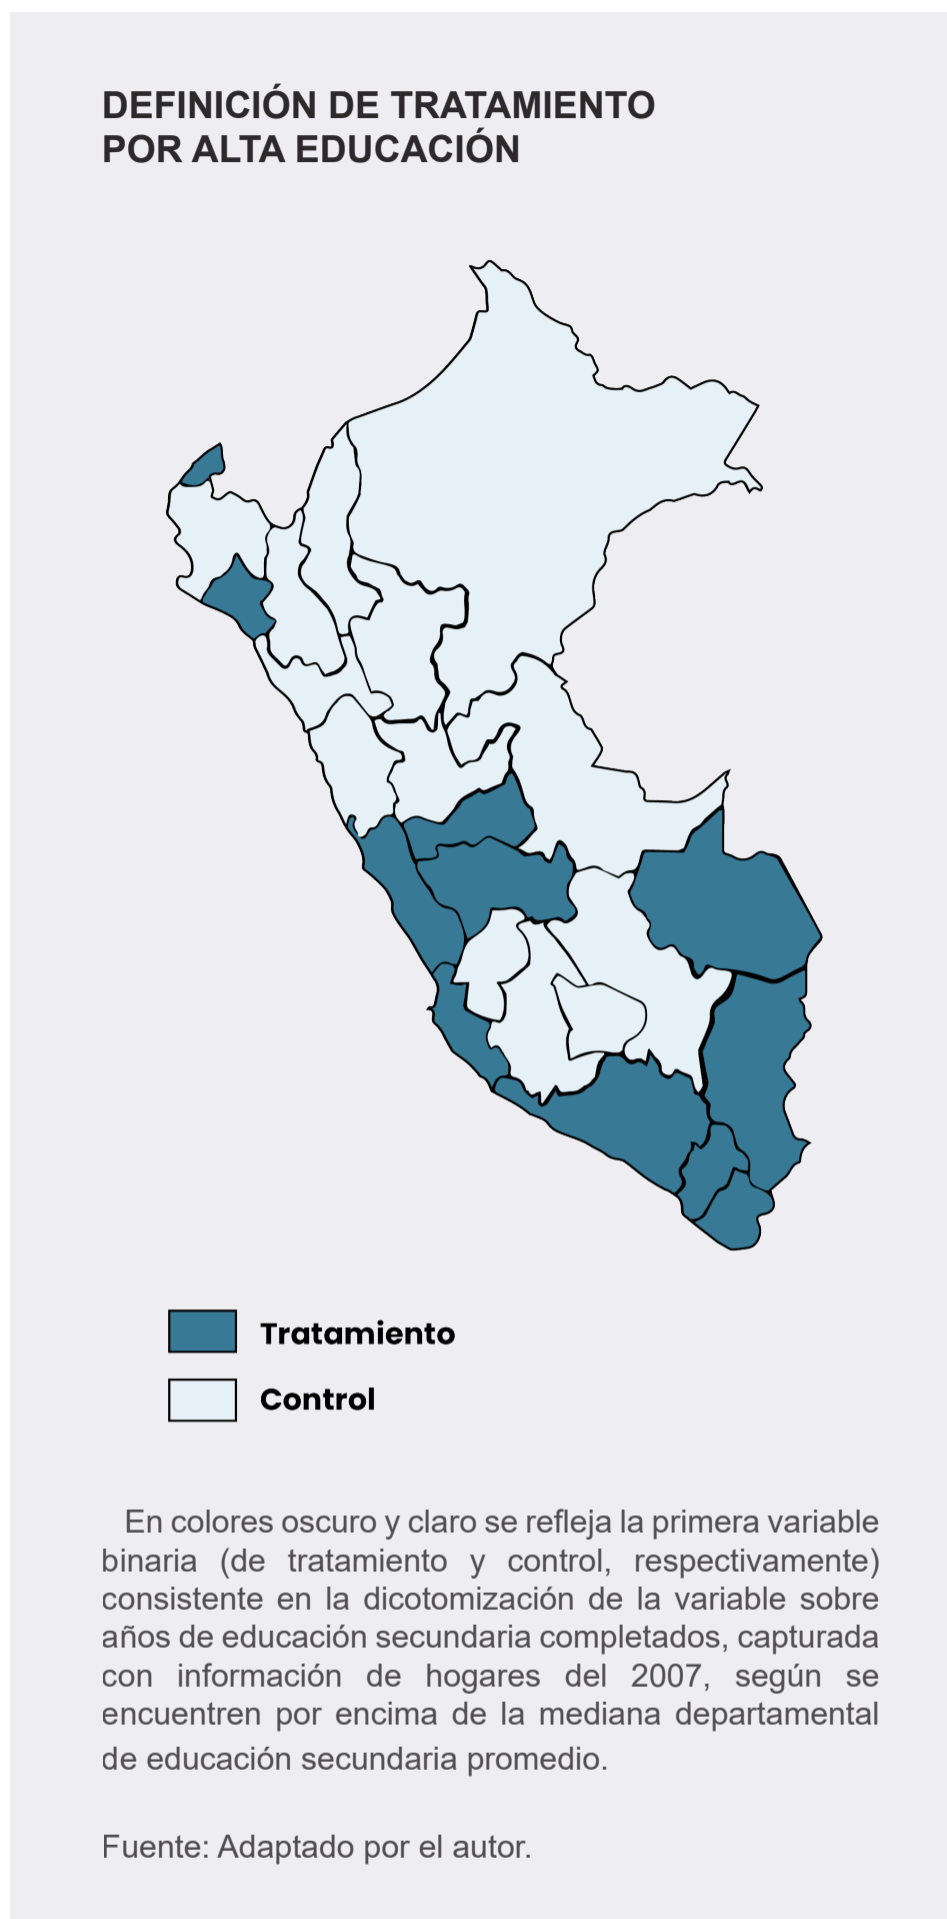 DEFINICIÓN DE TRATAMIENTO
POR ALTA EDUCACIÓN
Tratamiento
Control
En colores oscuro y claro se refleja la primera variable
binaria (de tratamiento y control, respectivamente)
consistente en la dicotomización de la variable sobre
años de educación secundaria completados, capturada
con información de hogares del 2007, según se
encuentren por encima de la mediana departamental
de educación secundaria promedio.
Fuente: Adaptado por el autor.